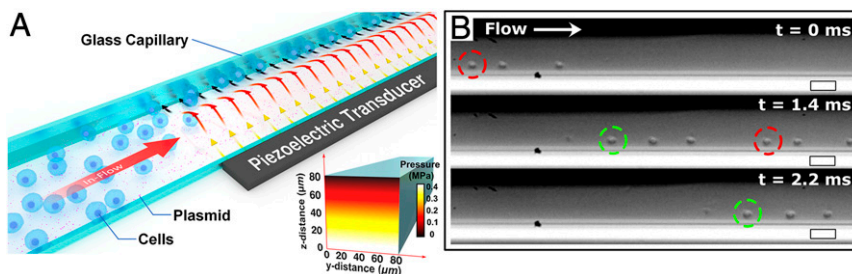 A
Glass Capillary
Piezoelectric Transducer
In-Flow
Plasmid
Cells
Pressure
(MPa)
80
60
40
20
0
z-distance (μm)
0 20 40 60 80
y-distance (μm)
0.4
0.3
0.2
0.1
0
B
Flow
t = 0 ms
t = 1.4 ms
t = 2.2 ms